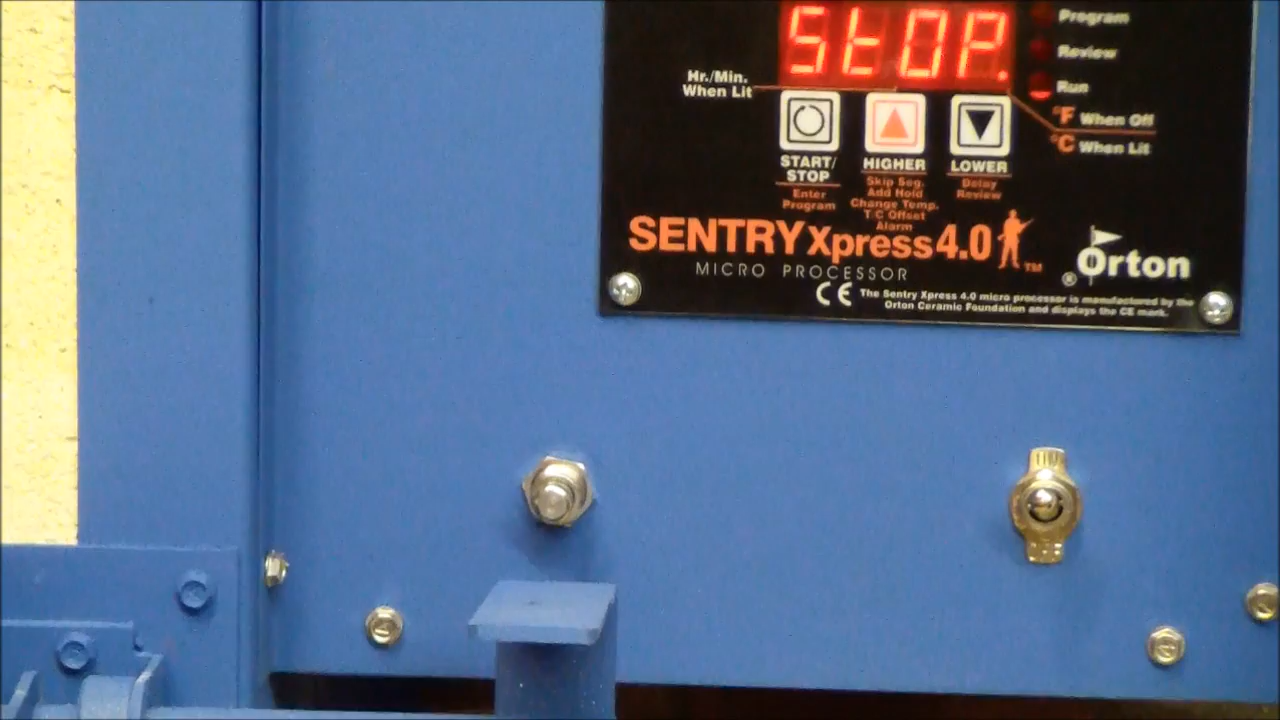 StOP.
Program
Review
Run
Hr./Min.
When Lit
°F When Off
°C When Lit
START/
STOP
Enter
Program
HIGHER
Skip Seg.
Add Hold
Change Temp.
T/C Offset
Alarm
LOWER
Delay
Review
SENTRY Xpress 4.0 TM
MICRO PROCESSOR
® Orton
CE
The Sentry Xpress 4.0 micro processor is manufactured by the
Orton Ceramic Foundation and displays the CE mark.